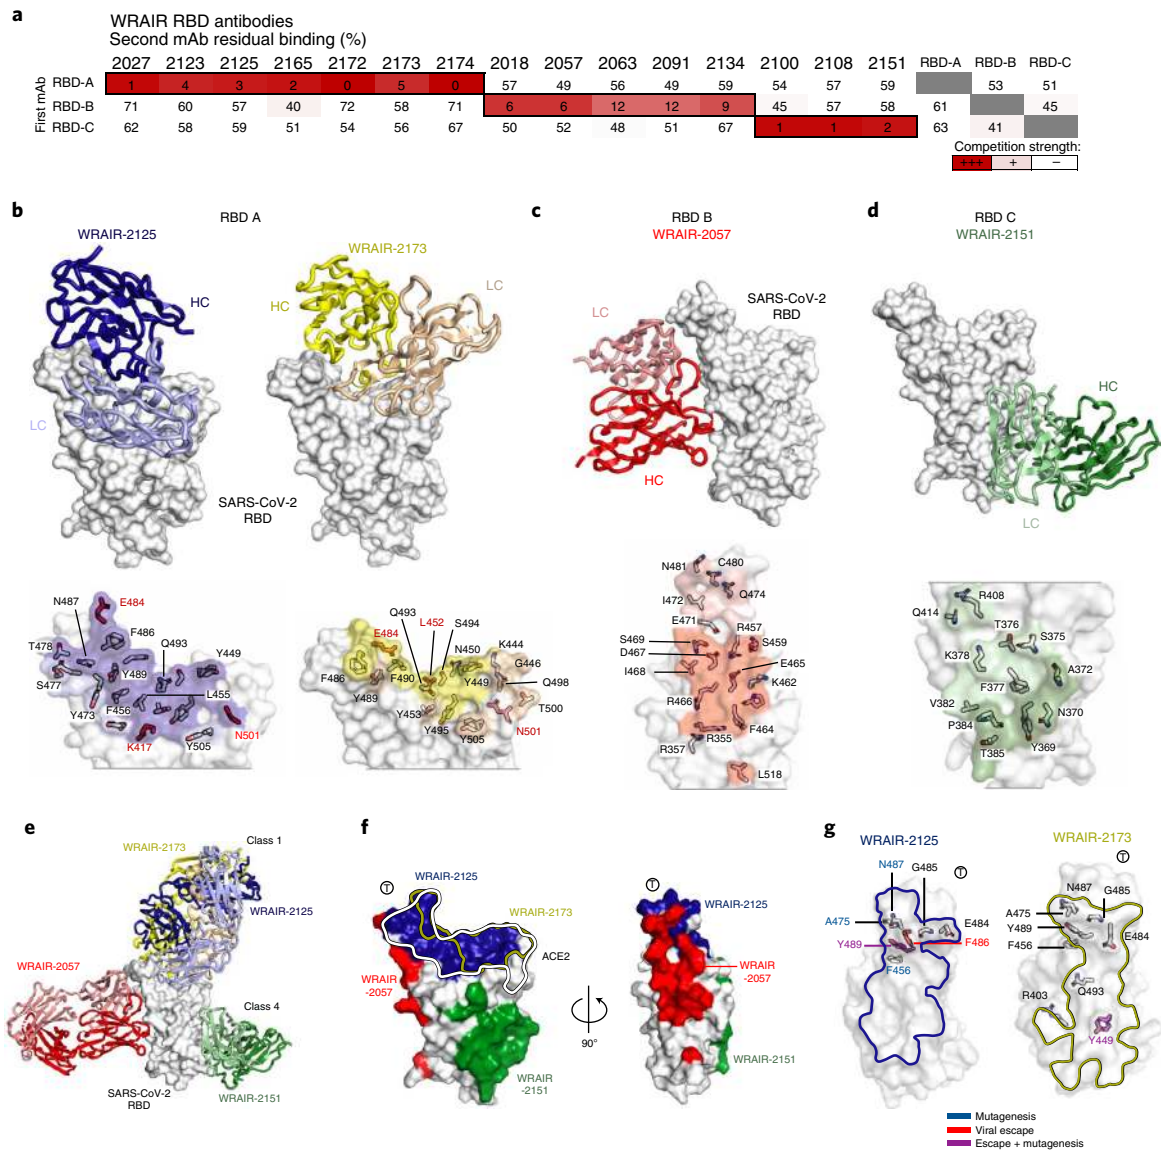 a
WRAIR RBD antibodies
Second mAb residual binding (%)
2027 2123 2125 2165 2172 2173 2174 2018 2057 2063 2091 2134 2100 2108 2151 RBD-A RBD-B RBD-C
First mAb
RBD-A 1 4 3 2 0 5 0 57 49 56 49 59 54 57 59 53 51
RBD-B 71 60 57 40 72 58 71 6 6 12 12 9 45 57 58 61 45
RBD-C 62 58 59 51 54 56 67 50 52 48 51 67 1 1 2 63 41
Competition strength:
+++ + −
b
RBD A
WRAIR-2125
HC
LC
WRAIR-2173
HC
LC
SARS-CoV-2
RBD
N487
E484
F486
Q493
T478
Y449
Y489
S477
L455
Y473
F456
K417
Y505
N501
Q493
L452
S494
E484
N450
K444
G446
F486
F490
Y449
Q498
Y489
Y453
T500
Y495
Y505
N501
c
RBD B
WRAIR-2057
LC
SARS-CoV-2
RBD
HC
N481
C480
Q474
I472
E471
R457
S469
S459
D467
I468
E465
K462
R466
F464
R357
R355
L518
d
RBD C
WRAIR-2151
HC
LC
R408
Q414
T376
S375
K378
A372
F377
V382
N370
P384
T385
Y369
e
WRAIR-2173
Class 1
WRAIR-2125
WRAIR-2057
Class 4
SARS-CoV-2
RBD
WRAIR-2151
f
T
WRAIR-2125
WRAIR-2173
ACE2
WRAIR
-2057
WRAIR
-2151
90°
T
WRAIR-2125
WRAIR
-2057
WRAIR-2151
g
WRAIR-2125
N487
G485
T
A475
E484
Y489
F486
F456
WRAIR-2173
T
N487
G485
A475
Y489
E484
F456
Q493
R403
Y449
Mutagenesis
Viral escape
Escape + mutagenesis